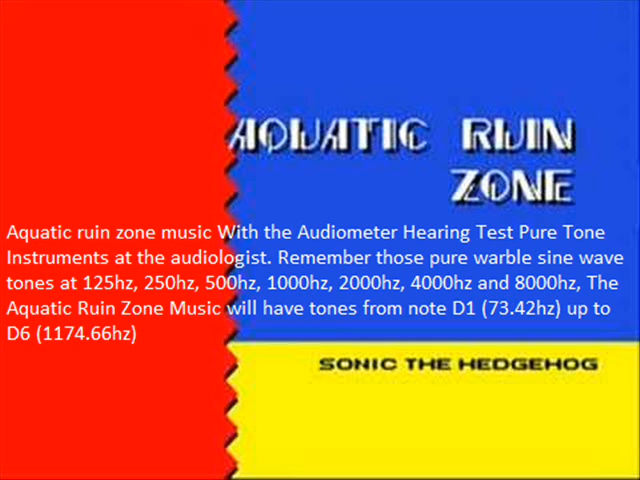 AQUATIC RUIN
ZONE
Aquatic ruin zone music With the Audiometer Hearing Test Pure Tone
Instruments at the audiologist. Remember those pure warble sine wave
tones at 125hz, 250hz, 500hz, 1000hz, 2000hz, 4000hz and 8000hz, The
Aquatic Ruin Zone Music will have tones from note D1 (73.42hz) up to
D6 (1174.66hz)
SONIC THE HEDGEHOG